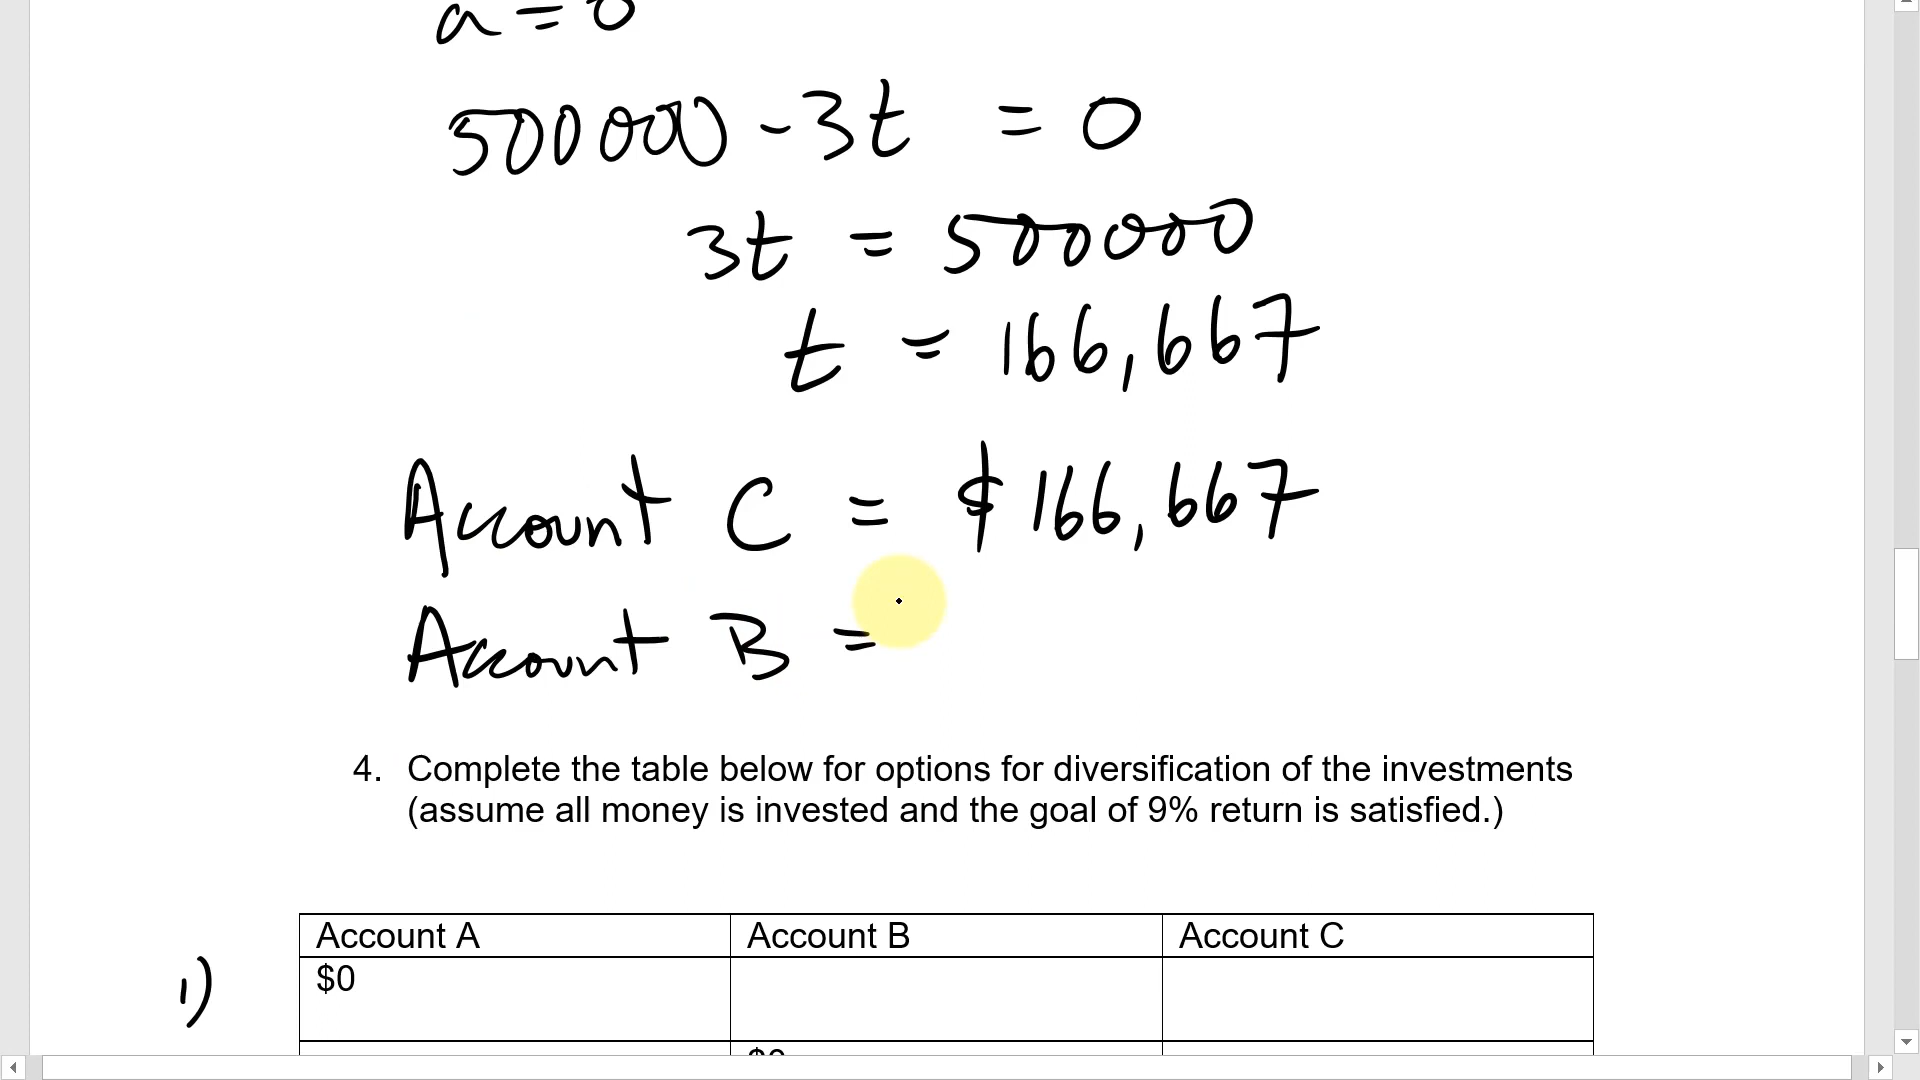 a = 0
500000 - 3t = 0
3t = 500000
t = 166,667
Account C = $166,667
Account B =
4. Complete the table below for options for diversification of the investments
(assume all money is invested and the goal of 9% return is satisfied.)
Account A Account B Account C
1) $0
$0